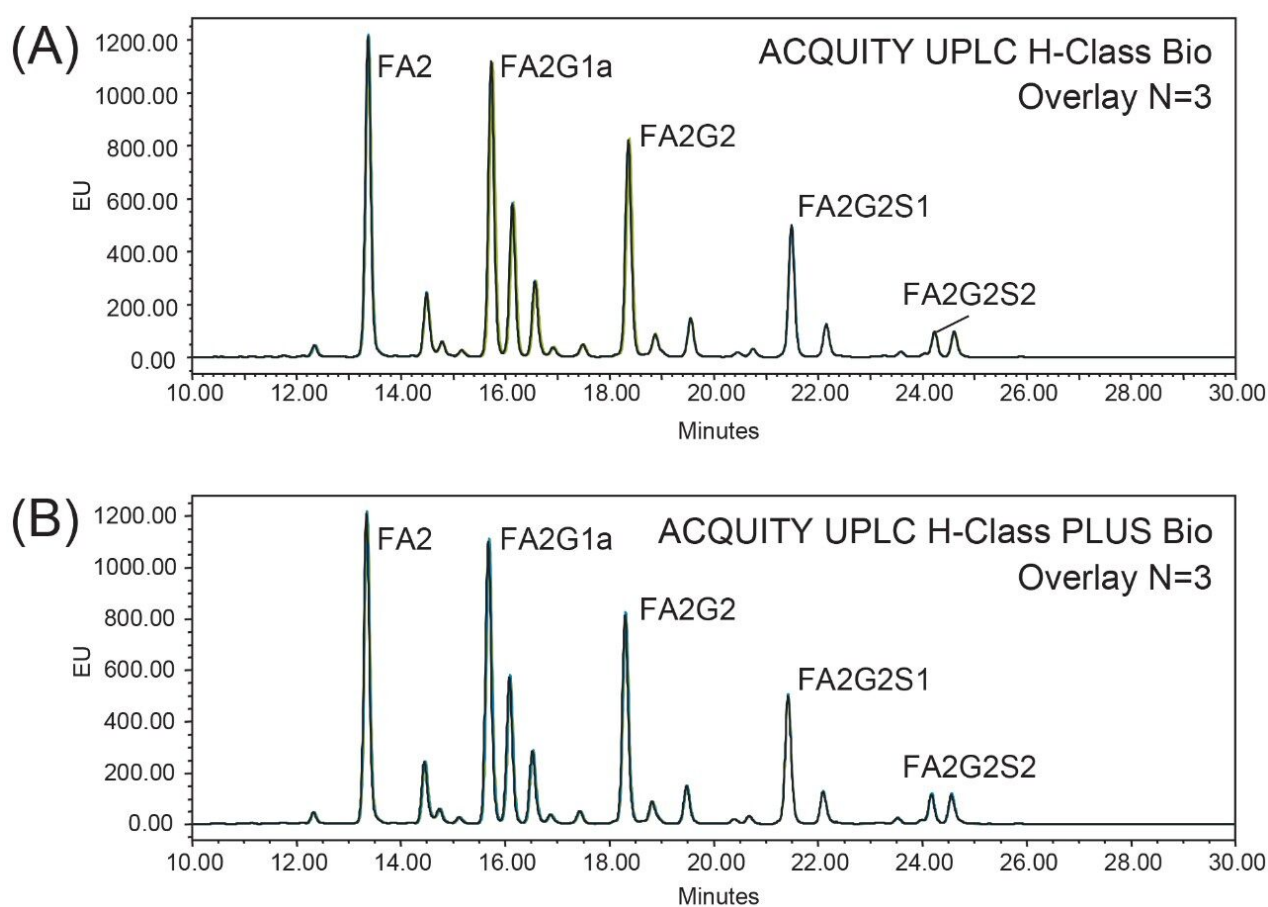 (A)
ACQUITY UPLC H-Class Bio
Overlay N=3
FA2
FA2G1a
FA2G2
FA2G2S1
FA2G2S2
EU
1200.00
1000.00
800.00
600.00
400.00
200.00
0.00
10.00 12.00 14.00 16.00 18.00 20.00 22.00 24.00 26.00 28.00 30.00
Minutes
(B)
ACQUITY UPLC H-Class PLUS Bio
Overlay N=3
FA2
FA2G1a
FA2G2
FA2G2S1
FA2G2S2
EU
1200.00
1000.00
800.00
600.00
400.00
200.00
0.00
10.00 12.00 14.00 16.00 18.00 20.00 22.00 24.00 26.00 28.00 30.00
Minutes